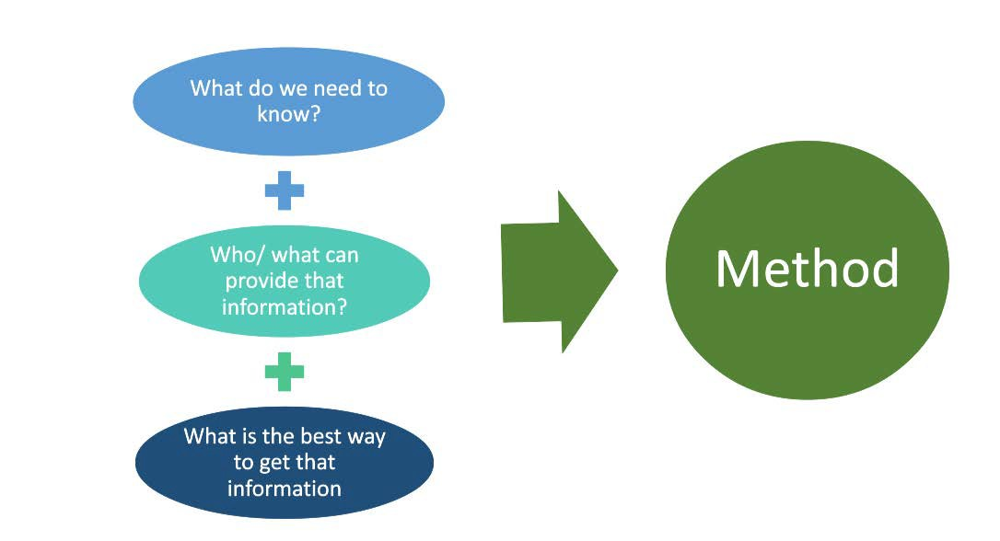 What do we need to
know?
Who/ what can
provide that
information?
What is the best way
to get that
information
Method